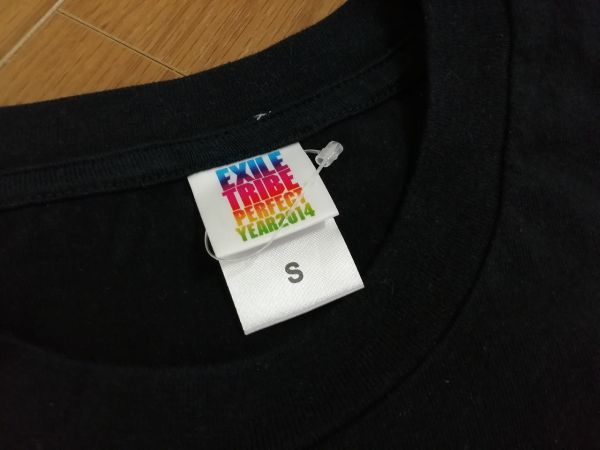 EXILE
TRIBE
PERFECT
YEAR2014
S